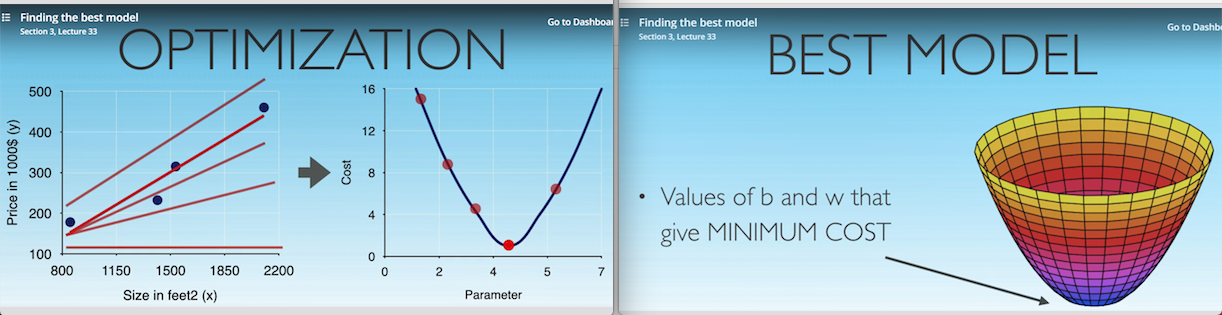 Finding the best model
Section 3, Lecture 33
Go to Dashboar
OPTIMIZATION
500
400
300
200
100
800 1150 1500 1850 2200
Price in 1000$ (y)
Size in feet2 (x)
16
12
8
4
0
0 2 4 5 7
Cost
Parameter
Finding the best model
Section 3, Lecture 33
Go to Dashbo
BEST MODEL
• Values of b and w that
give MINIMUM COST